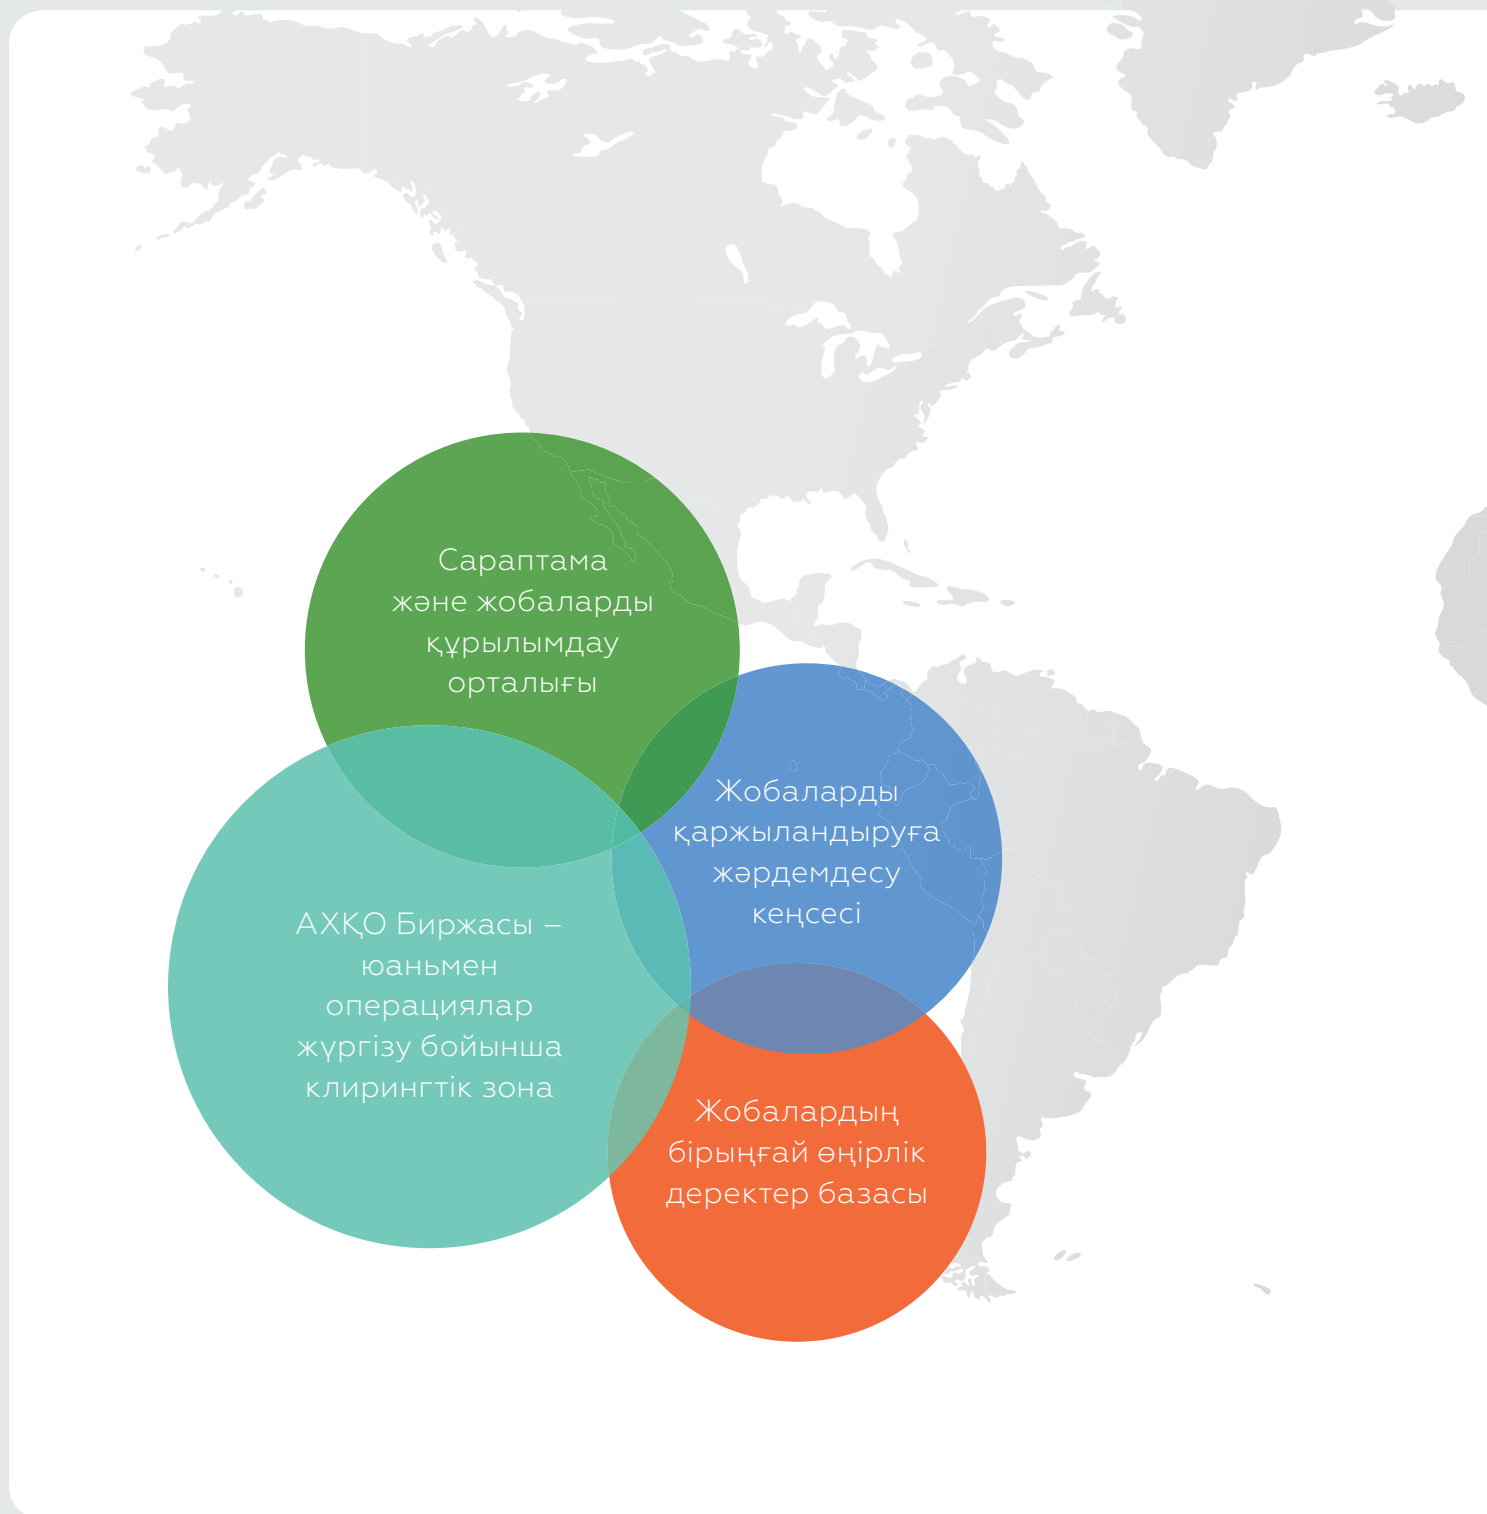 Сараптама
және жобаларды
құрылымдау
орталығы
Жобаларды
қаржыландыруға
жәрдемдесу
кеңсесі
АХҚО Биржасы –
юаньмен
операциялар
жүргізу бойынша
клирингтік зона
Жобалардың
бірыңғай өңірлік
деректер базасы